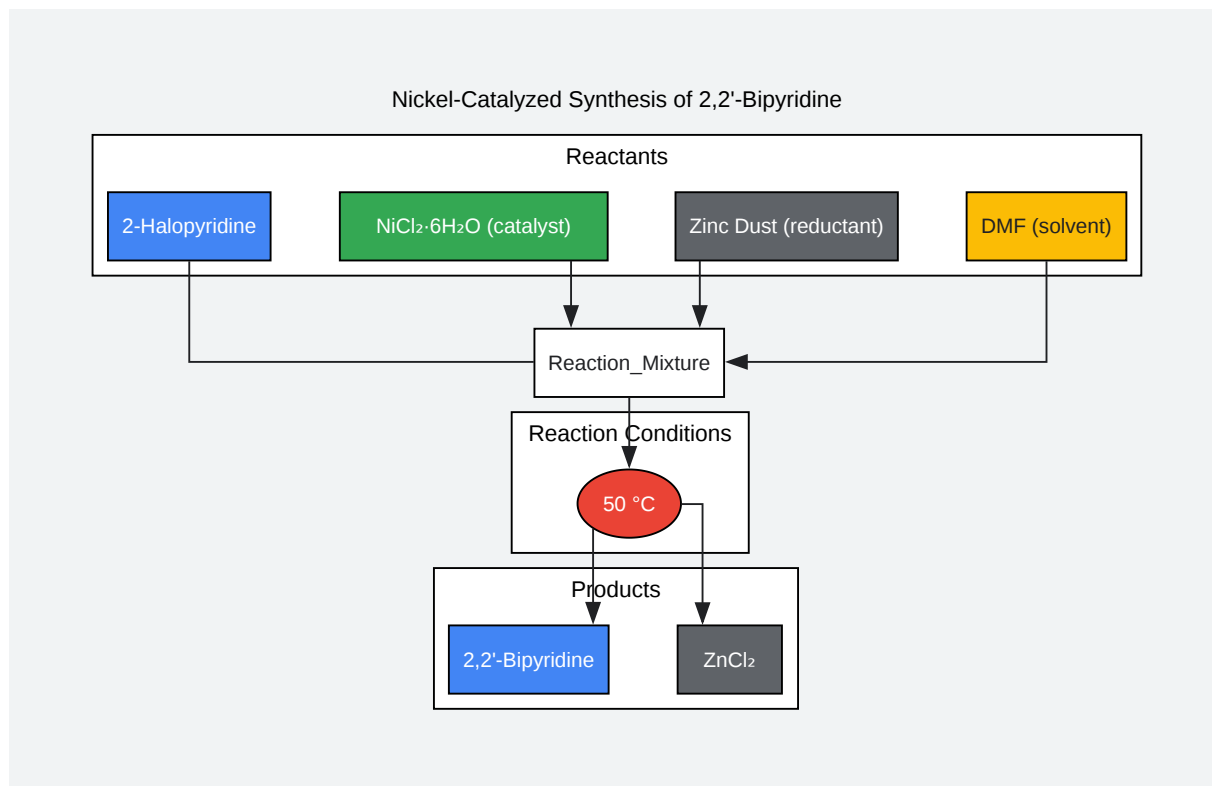 Nickel-Catalyzed Synthesis of 2,2'-Bipyridine
Reactants
2-Halopyridine
NiCl₂·6H₂O (catalyst)
Zinc Dust (reductant)
DMF (solvent)
Reaction_Mixture
Reaction Conditions
50 °C
Products
2,2'-Bipyridine
ZnCl₂